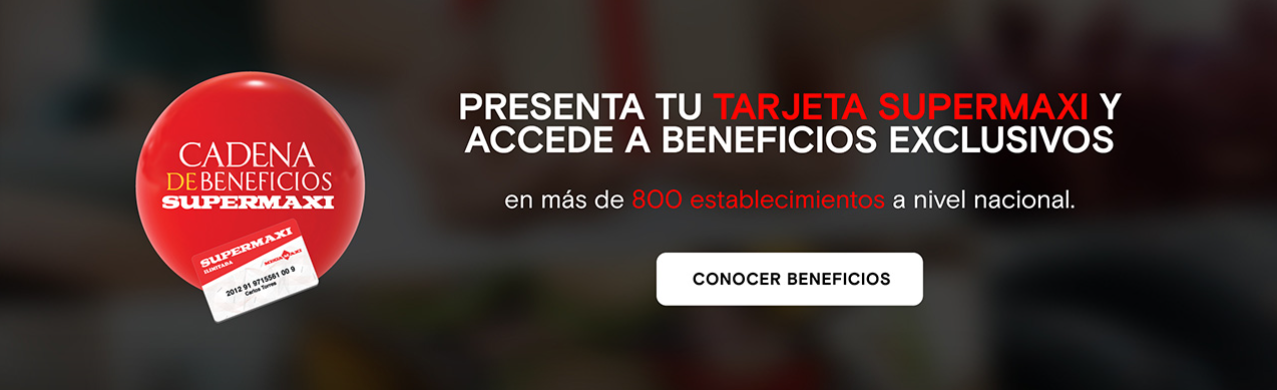 CADENA
DE BENEFICIOS
SUPERMAXI
SUPERMAXI
ILIMITADA
2012 91 9715561 00 9
Carlos Torres
PRESENTA TU TARJETA SUPERMAXI Y
ACCEDE A BENEFICIOS EXCLUSIVOS
en más de 800 establecimientos a nivel nacional.
CONOCER BENEFICIOS